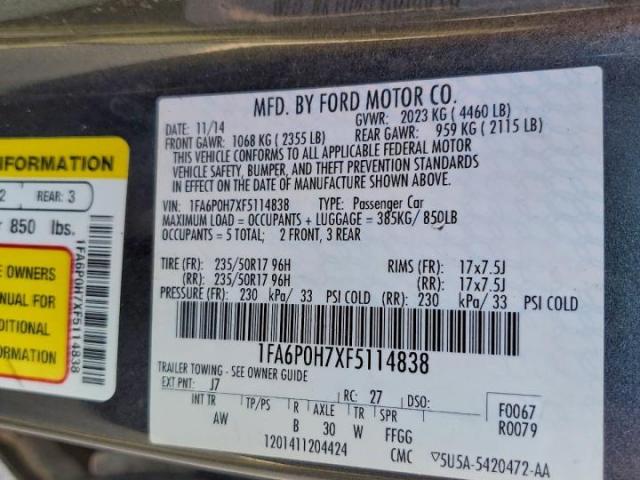 MFD. BY FORD MOTOR CO.
DATE: 11/14
GVWR: 2023 KG (4460 LB)
FRONT GAWR: 1068 KG (2355 LB)
REAR GAWR: 959 KG (2115 LB)
THIS VEHICLE CONFORMS TO ALL APPLICABLE FEDERAL MOTOR
VEHICLE SAFETY, BUMPER, AND THEFT PREVENTION STANDARDS
IN EFFECT ON THE DATE OF MANUFACTURE SHOWN ABOVE.
VIN: 1FA6P0H7XF5114838 TYPE: Passenger Car
MAXIMUM LOAD = OCCUPANTS + LUGGAGE = 385KG/ 850LB
OCCUPANTS = 5 TOTAL; 2 FRONT, 3 REAR
TIRE (FR): 235/50R17 96H RIMS (FR): 17x7.5J
(RR): 235/50R17 96H (RR): 17x7.5J
PRESSURE (FR): 230 kPa/ 33 PSI COLD (RR): 230 kPa/ 33 PSI COLD
1FA6P0H7XF5114838
TRAILER TOWING - SEE OWNER GUIDE
EXT PNT: J7 RC: 27 DSO:
INT TR TP/PS R AXLE TR SPR
AW B 30 W FFGG
F0067
R0079
1201411204424 CMC ▽5U5A-5420472-AA
INFORMATION
2 REAR: 3
850 lbs.
E OWNERS
NUAL FOR
DITIONAL
ORMATION
1FA6P0H7XF5114838